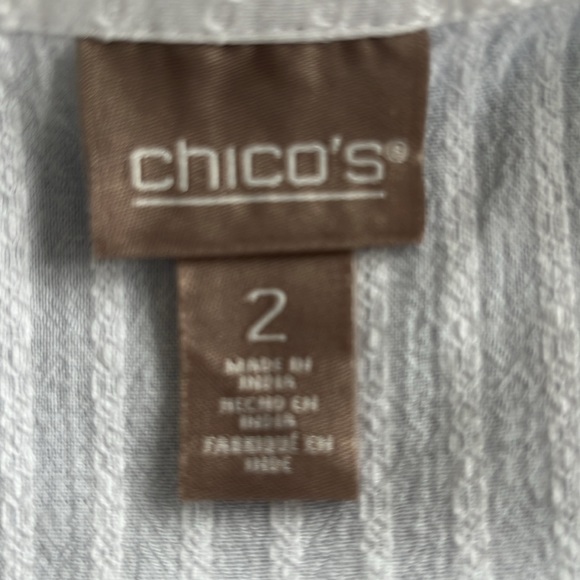 chico's®
2
MADE IN
INDIA
HECHO EN
INDIA
FABRIQUÉ EN
INDE